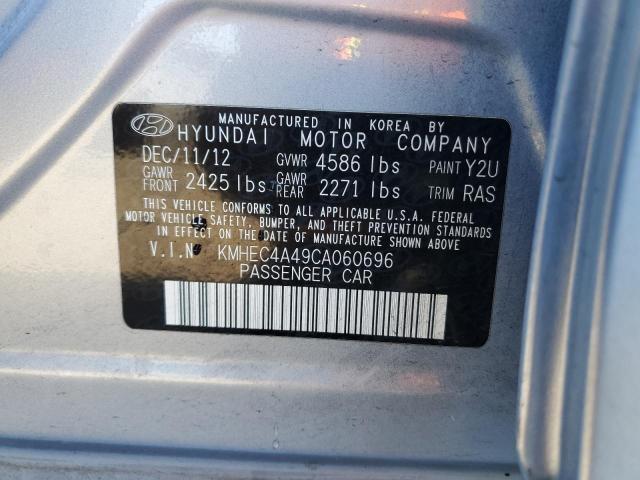 MANUFACTURED IN KOREA BY
HYUNDAI MOTOR COMPANY
DEC/11/12 GVWR 4586 lbs PAINT Y2U
GAWR FRONT 2425 lbs GAWR REAR 2271 lbs TRIM RAS
THIS VEHICLE CONFORMS TO ALL APPLICABLE U.S.A. FEDERAL
MOTOR VEHICLE SAFETY, BUMPER, AND THEFT PREVENTION STANDARDS
IN EFFECT ON THE DATE OF MANUFACTURE SHOWN ABOVE.
V.I.N KMHEC4A49CA060696
PASSENGER CAR